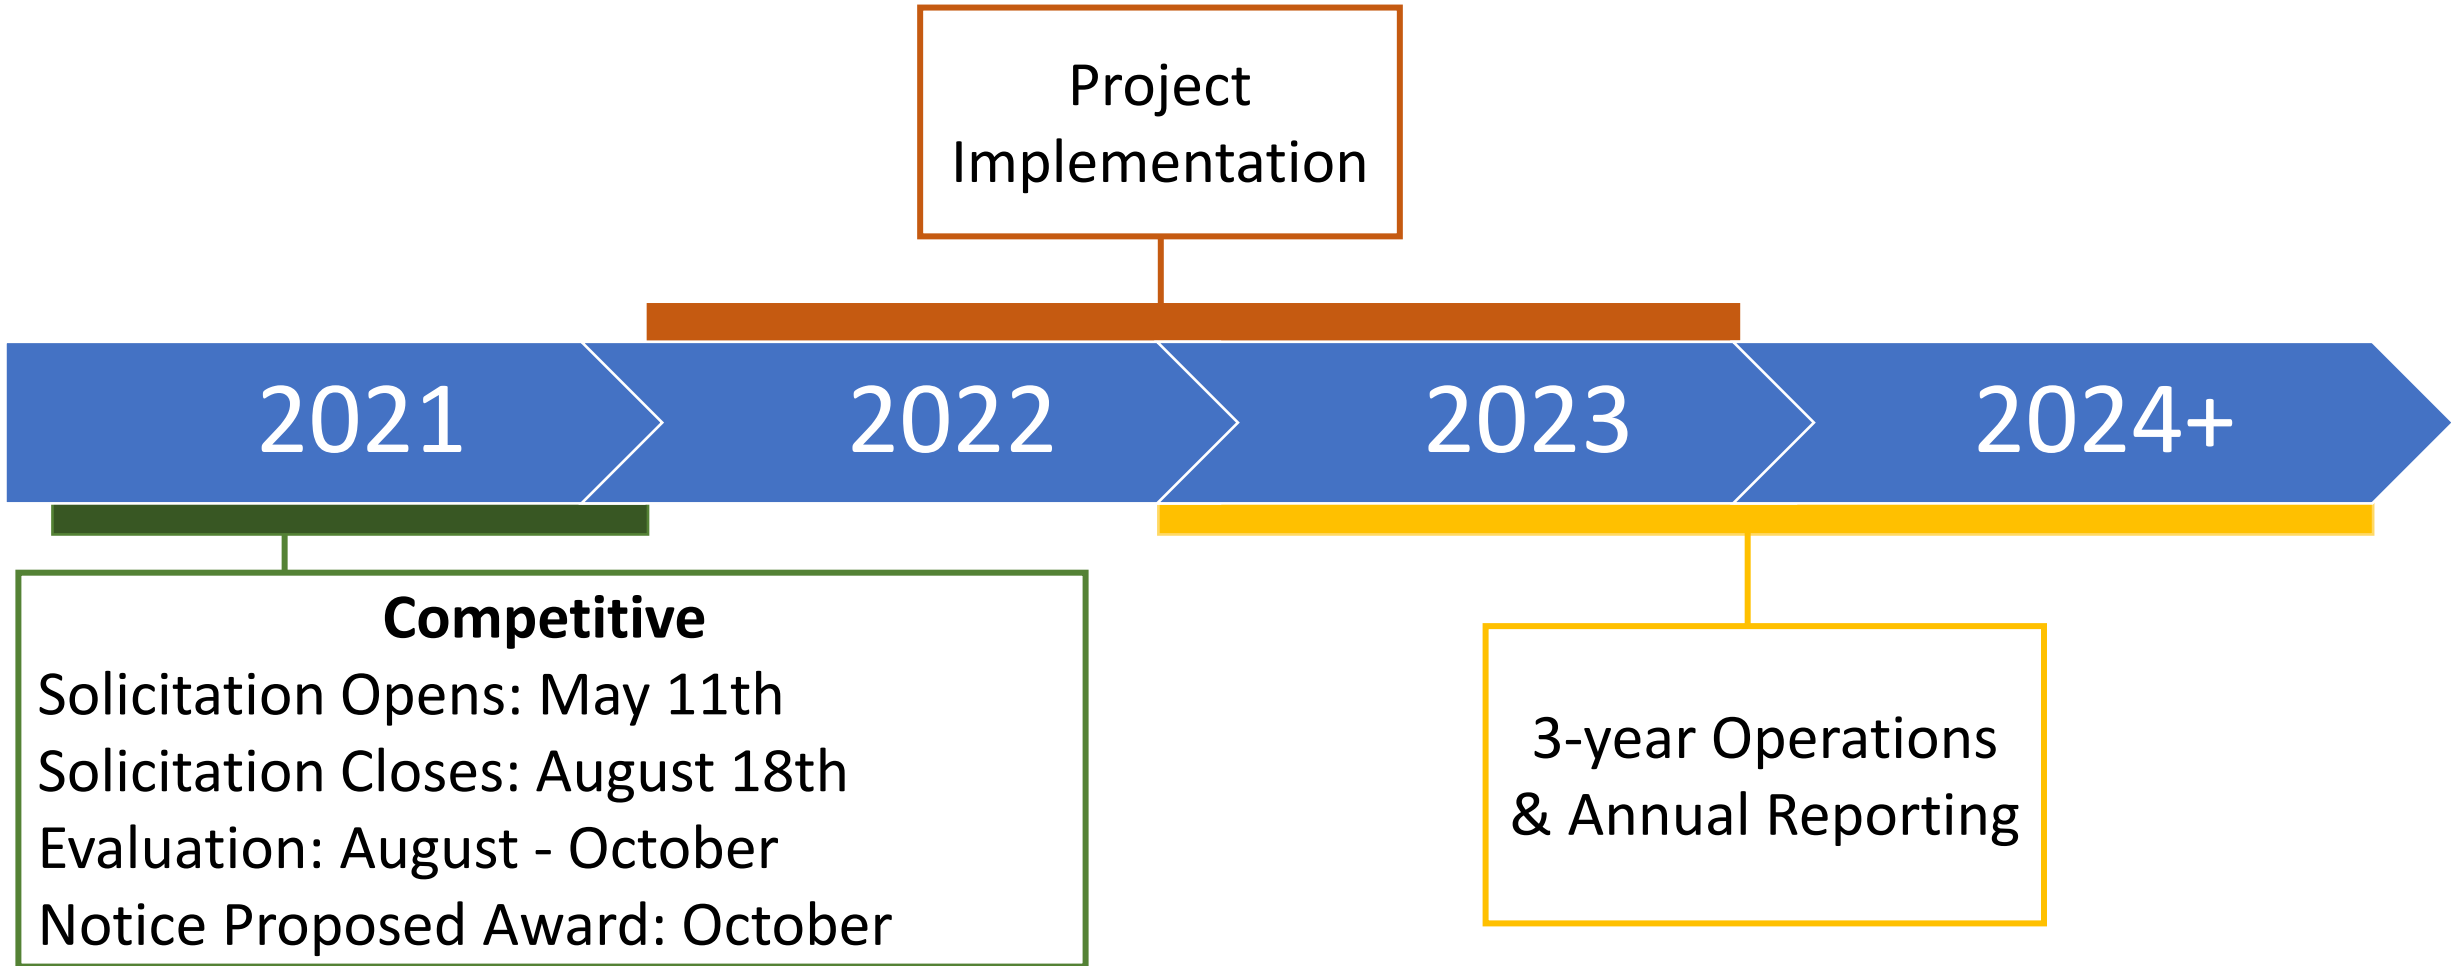 Project
Implementation
2021
2022
2023
2024+
Competitive
Solicitation Opens: May 11th
Solicitation Closes: August 18th
Evaluation: August - October
Notice Proposed Award: October
3-year Operations
& Annual Reporting